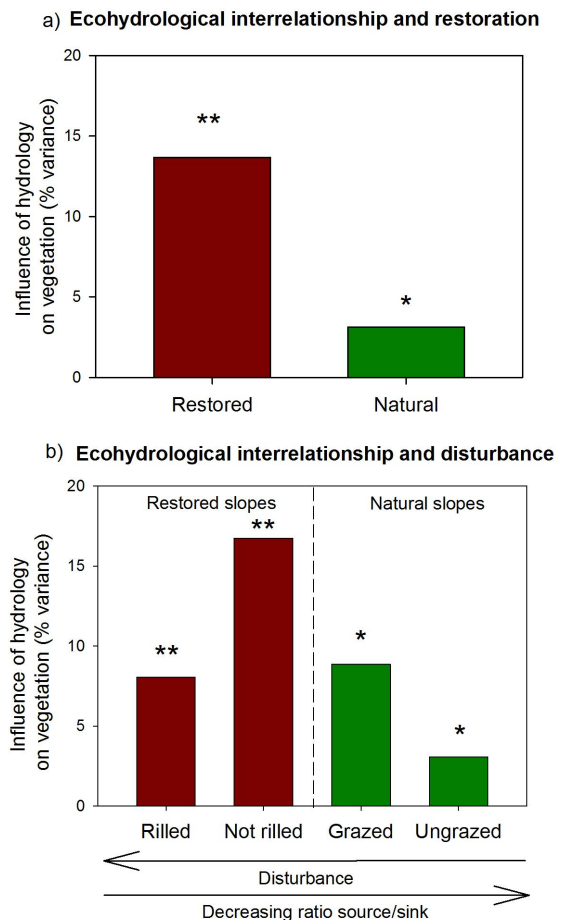 a) Ecohydrological interrelationship and restoration
Influence of hydrology
on vegetation (% variance)
20
15
10
5
0
**
*
Restored Natural
b) Ecohydrological interrelationship and disturbance
Influence of hydrology
on vegetation (% variance)
20
15
10
5
0
Restored slopes Natural slopes
**
**
*
*
Rilled Not rilled Grazed Ungrazed
Disturbance
Decreasing ratio source/sink